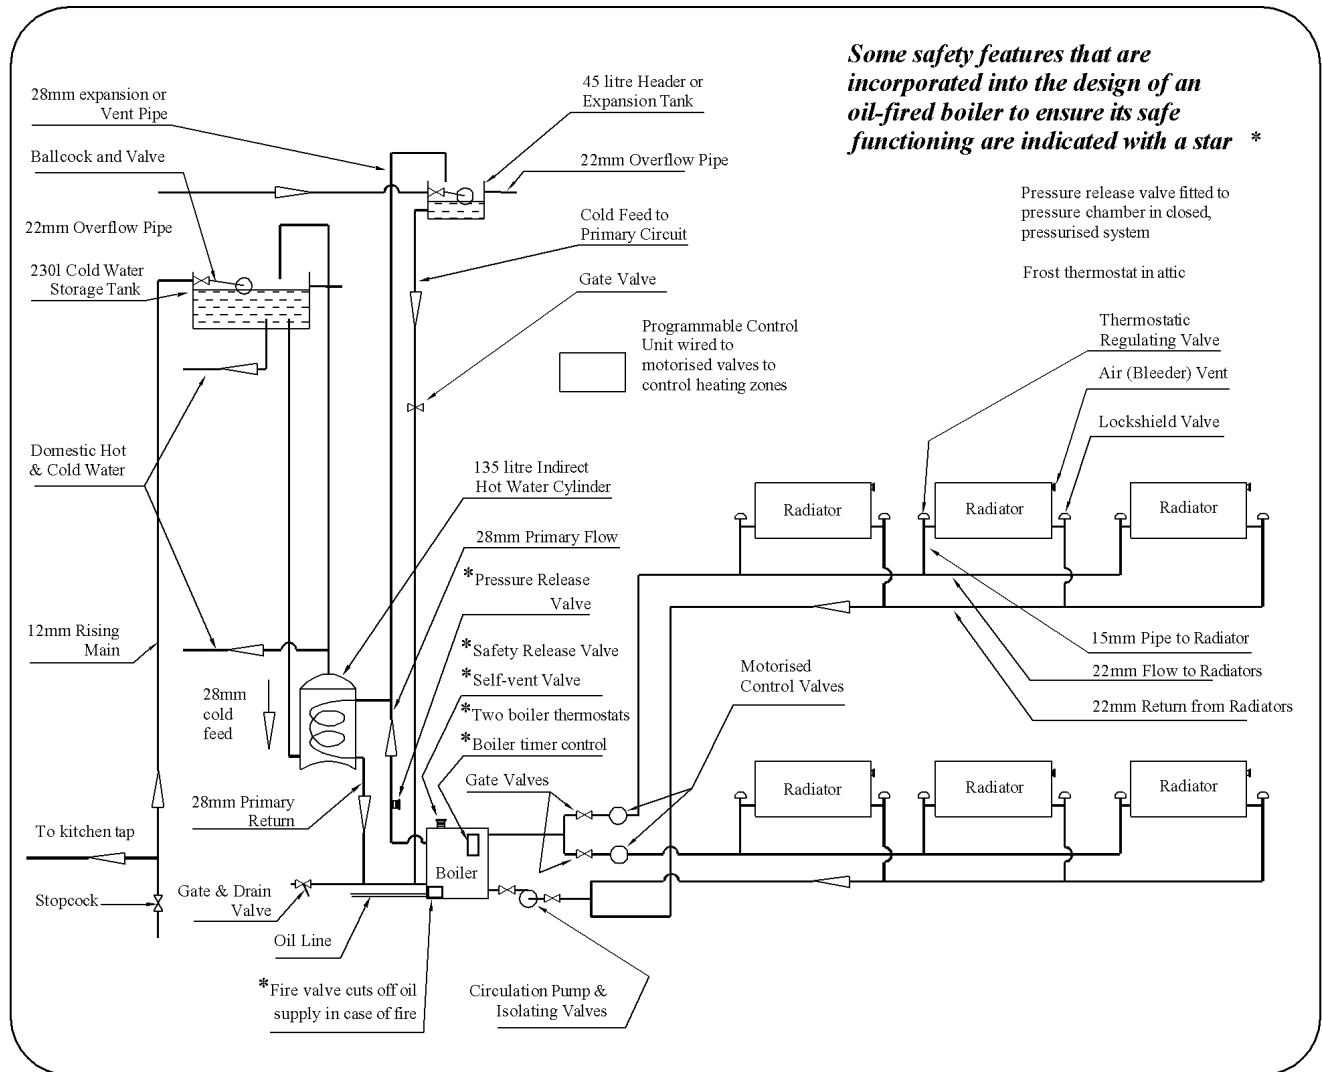 Some safety features that are
incorporated into the design of an
oil-fired boiler to ensure its safe
functioning are indicated with a star *
28mm expansion or
Vent Pipe
Ballcock and Valve
22mm Overflow Pipe
230l Cold Water
Storage Tank
45 litre Header or
Expansion Tank
22mm Overflow Pipe
Cold Feed to
Primary Circuit
Gate Valve
Pressure release valve fitted to
pressure chamber in closed,
pressurised system
Frost thermostat in attic
Programmable Control
Unit wired to
motorised valves to
control heating zones
Thermostatic
Regulating Valve
Air (Bleeder) Vent
Lockshield Valve
Domestic Hot
& Cold Water
135 litre Indirect
Hot Water Cylinder
28mm Primary Flow
*Pressure Release
Valve
*Safety Release Valve
*Self-vent Valve
*Two boiler thermostats
*Boiler timer control
Gate Valves
Radiator
Radiator
Radiator
12mm Rising
Main
28mm
cold
feed
Motorised
Control Valves
15mm Pipe to Radiator
22mm Flow to Radiators
22mm Return from Radiators
Radiator
Radiator
Radiator
28mm Primary
Return
To kitchen tap
Boiler
Stopcock
Gate & Drain
Valve
Oil Line
*Fire valve cuts off oil
supply in case of fire
Circulation Pump &
Isolating Valves